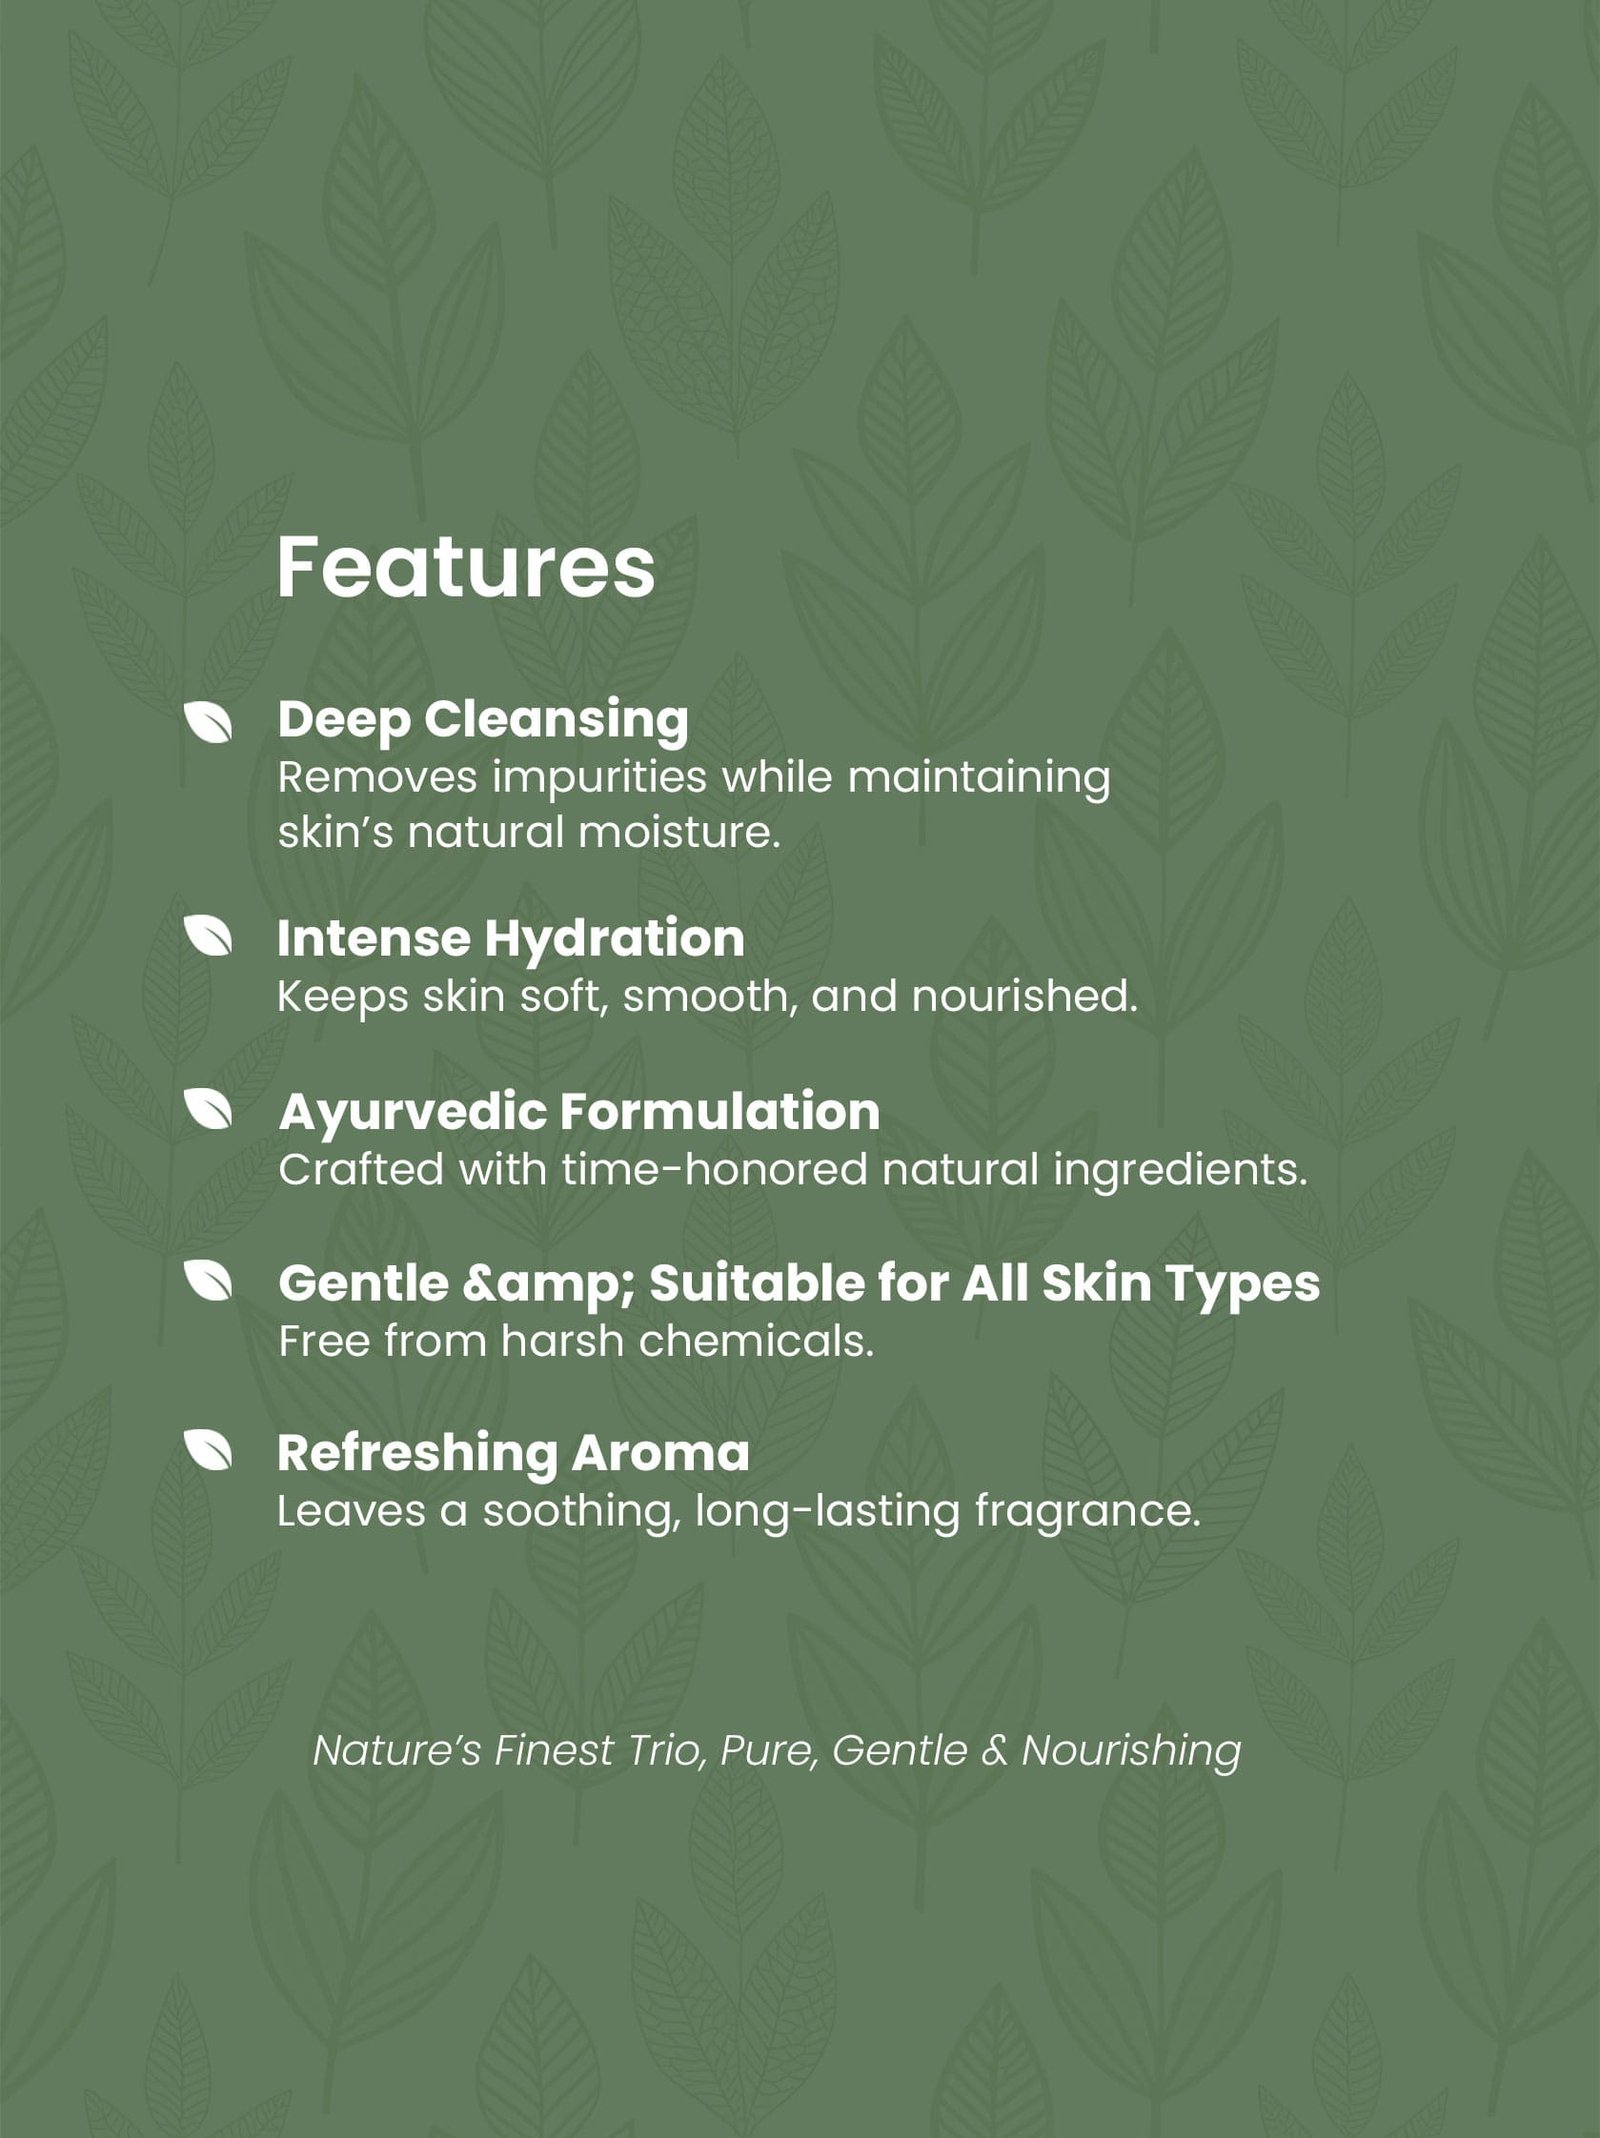 Features
Deep Cleansing
Removes impurities while maintaining
skin’s natural moisture.
Intense Hydration
Keeps skin soft, smooth, and nourished.
Ayurvedic Formulation
Crafted with time-honored natural ingredients.
Gentle &amp; Suitable for All Skin Types
Free from harsh chemicals.
Refreshing Aroma
Leaves a soothing, long-lasting fragrance.
Nature’s Finest Trio, Pure, Gentle & Nourishing